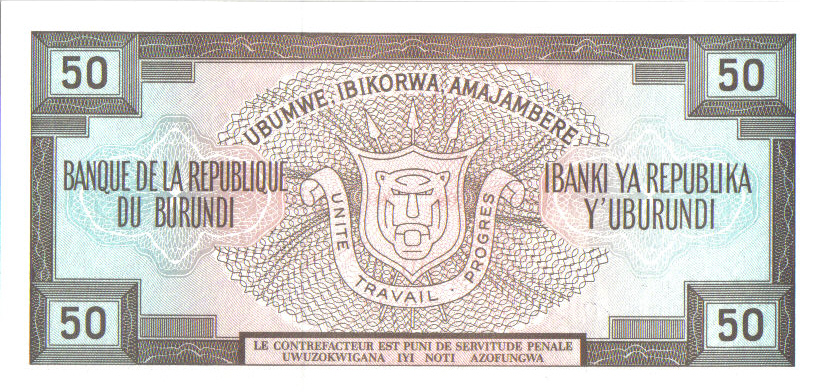 50
50
UBUMWE. IBIKORWA. AMAJAMBERE
BANQUE DE LA REPUBLIQUE
DU BURUNDI
IBANKI YA REPUBLIKA
Y'UBURUNDI
UNITE TRAVAIL · PROGRES
50
50
LE CONTREFACTEUR EST PUNI DE SERVITUDE PENALE
UWUZOKWIGANA IYI NOTI AZOFUNGWA